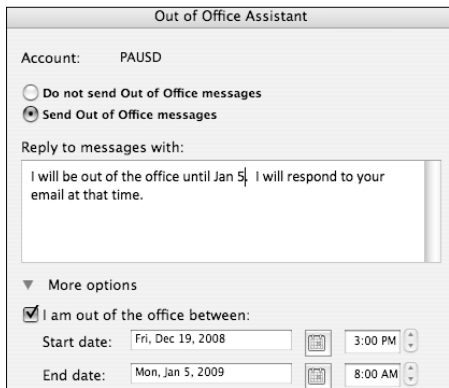 Out of Office Assistant
Account: PAUSD
Do not send Out of Office messages
Send Out of Office messages
Reply to messages with:
I will be out of the office until Jan 5. I will respond to your
email at that time.
More options
I am out of the office between:
Start date: Fri, Dec 19, 2008 3:00 PM
End date: Mon, Jan 5, 2009 8:00 AM